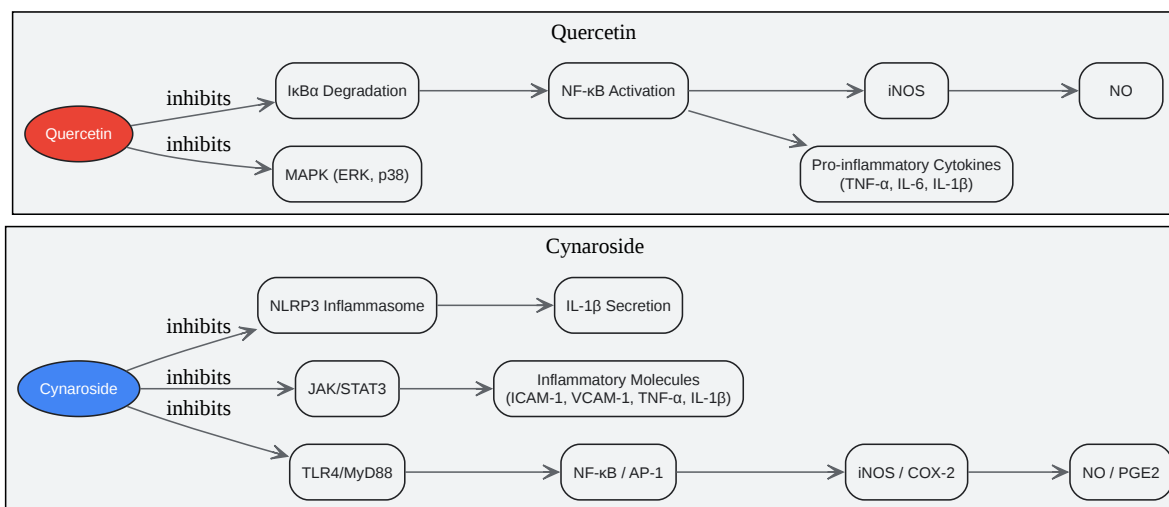 Quercetin
inhibits
IκBα Degradation
NF-κB Activation
iNOS
NO
Quercetin
inhibits
MAPK (ERK, p38)
Pro-inflammatory Cytokines
(TNF-α, IL-6, IL-1β)
Cynaroside
NLRP3 Inflammasome
IL-1β Secretion
inhibits
Cynaroside
inhibits
JAK/STAT3
Inflammatory Molecules
(ICAM-1, VCAM-1, TNF-α, IL-1β)
inhibits
TLR4/MyD88
NF-κB / AP-1
iNOS / COX-2
NO / PGE2